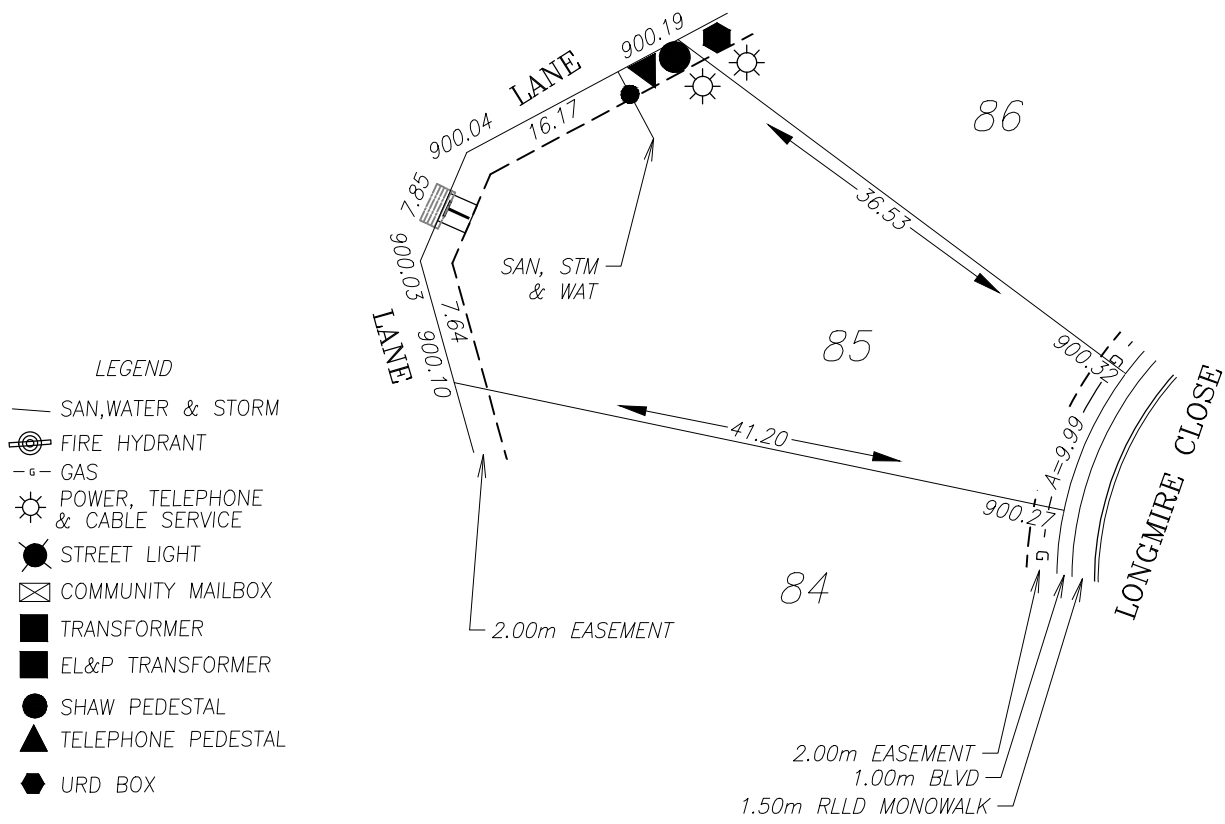 900.19
LANE
16.17
900.04
86
7.85
36.53
900.03
SAN, STM
& WAT
7.64
LANE
900.10
85
900.32
G
41.20
A=9.99
LONGMIRE CLOSE
900.27
G
84
2.00m EASEMENT
2.00m EASEMENT
1.00m BLVD
1.50m RLLD MONOWALK
LEGEND
SAN,WATER & STORM
FIRE HYDRANT
G GAS
POWER, TELEPHONE
& CABLE SERVICE
STREET LIGHT
COMMUNITY MAILBOX
TRANSFORMER
EL&P TRANSFORMER
SHAW PEDESTAL
TELEPHONE PEDESTAL
URD BOX